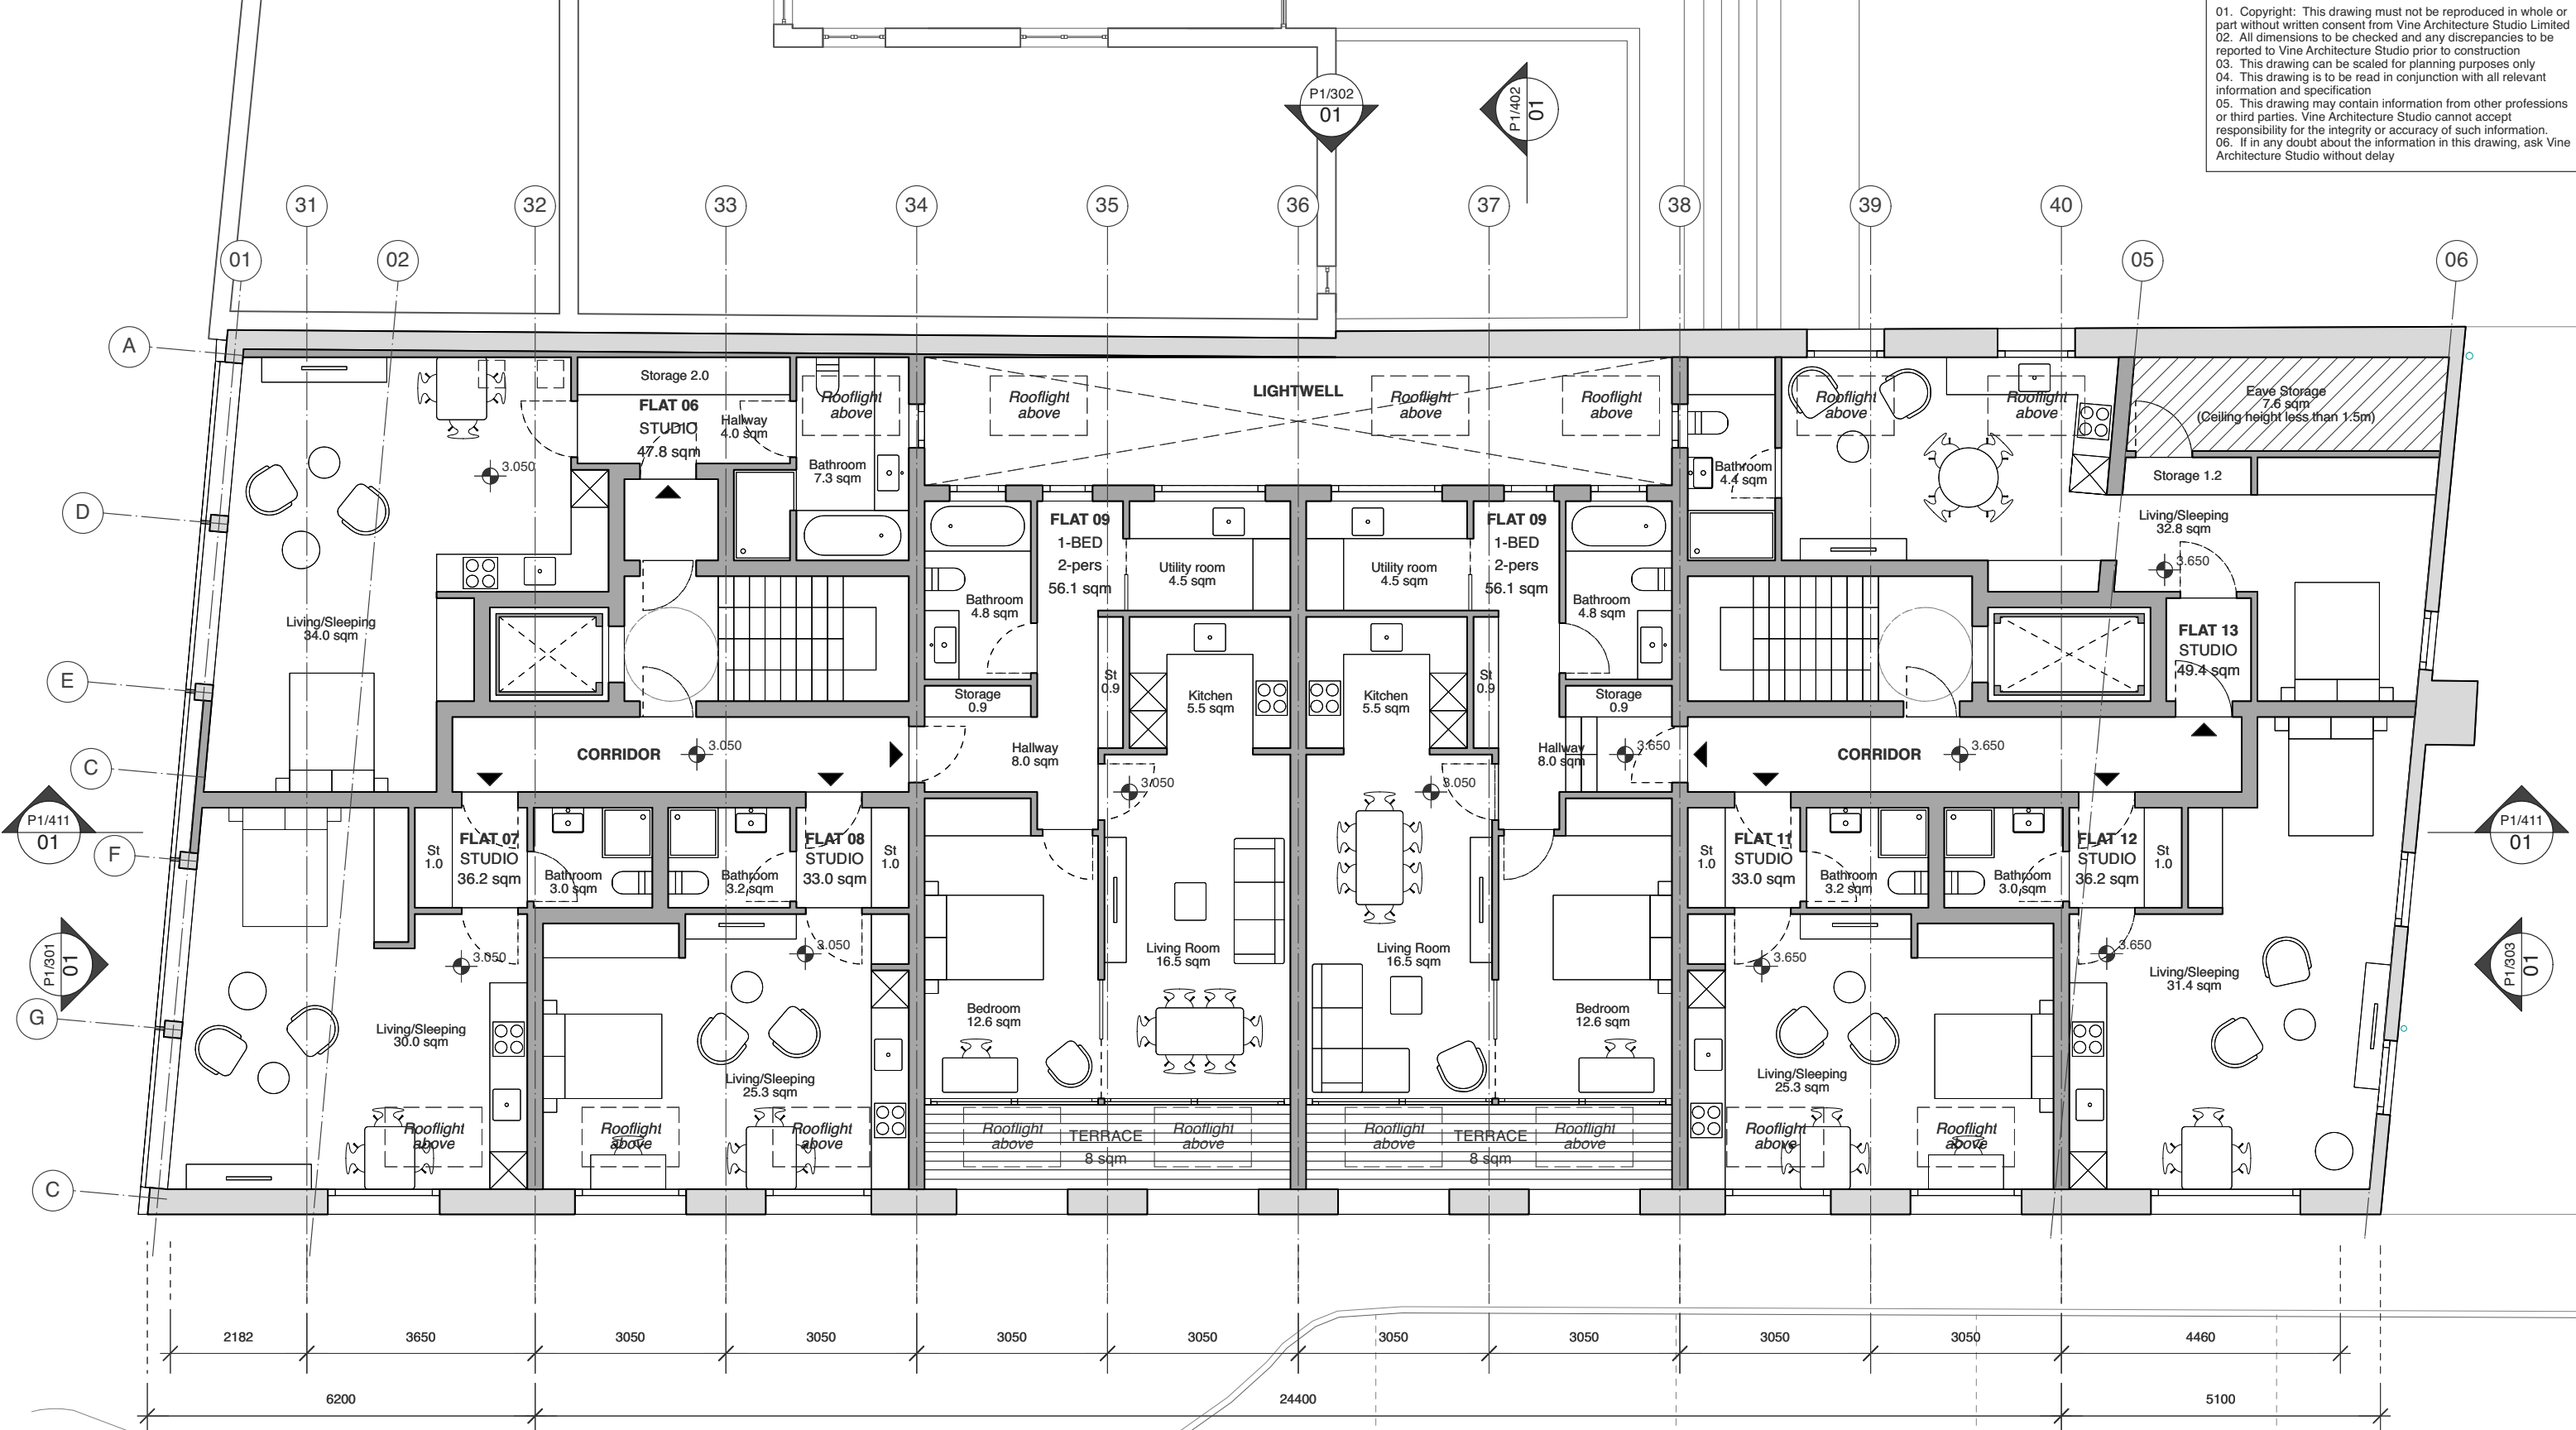 01. Copyright: This drawing must not be reproduced in whole or
part without written consent from Vine Architecture Studio Limited
02. All dimensions to be checked and any discrepancies to be
reported to Vine Architecture Studio prior to construction
03. This drawing can be scaled for planning purposes only
04. This drawing is to be read in conjunction with all relevant
information and specification
05. This drawing may contain information from other professions
or third parties. Vine Architecture Studio cannot accept
responsibility for the integrity or accuracy of such information.
06. If in any doubt about the information in this drawing, ask Vine
Architecture Studio without delay
P1/302
01
P1/402
01
31
32
33
34
35
36
37
38
39
40
01
02
05
06
A
D
E
C
F
G
C
P1/411
01
P1/301
01
P1/411
01
P1/303
01
Storage 2.0
FLAT 06
STUDIO
47.8 sqm
Hallway
4.0 sqm
Rooflight
above
Bathroom
7.3 sqm
3.050
Living/Sleeping
34.0 sqm
LIGHTWELL
Rooflight
above
Rooflight
above
Rooflight
above
Bathroom
4.4 sqm
Rooflight
above
Rooflight
above
Eave Storage
7.6 sqm
(Ceiling height less than 1.5m)
Storage 1.2
Living/Sleeping
32.8 sqm
3.650
FLAT 13
STUDIO
49.4 sqm
FLAT 09
1-BED
2-pers
56.1 sqm
Utility room
4.5 sqm
Bathroom
4.8 sqm
St
0.9
Storage
0.9
Kitchen
5.5 sqm
Hallway
8.0 sqm
3.050
FLAT 09
1-BED
2-pers
56.1 sqm
Utility room
4.5 sqm
Bathroom
4.8 sqm
St
0.9
Storage
0.9
Kitchen
5.5 sqm
Hallway
8.0 sqm
3.650
3.050
CORRIDOR
3.050
CORRIDOR
3.650
St
1.0
FLAT 07
STUDIO
36.2 sqm
Bathroom
3.0 sqm
Bathroom
3.2 sqm
FLAT 08
STUDIO
33.0 sqm
St
1.0
3.050
3.050
Living/Sleeping
30.0 sqm
Living/Sleeping
25.3 sqm
Rooflight
above
Rooflight
above
Rooflight
above
Living Room
16.5 sqm
Bedroom
12.6 sqm
Living Room
16.5 sqm
Bedroom
12.6 sqm
Rooflight
above
TERRACE
8 sqm
Rooflight
above
Rooflight
above
TERRACE
8 sqm
Rooflight
above
St
1.0
FLAT 11
STUDIO
33.0 sqm
Bathroom
3.2 sqm
Bathroom
3.0 sqm
FLAT 12
STUDIO
36.2 sqm
St
1.0
3.650
3.650
Living/Sleeping
25.3 sqm
Living/Sleeping
31.4 sqm
Rooflight
above
Rooflight
above
2182
3650
3050
3050
3050
3050
3050
3050
3050
3050
4460
6200
24400
5100